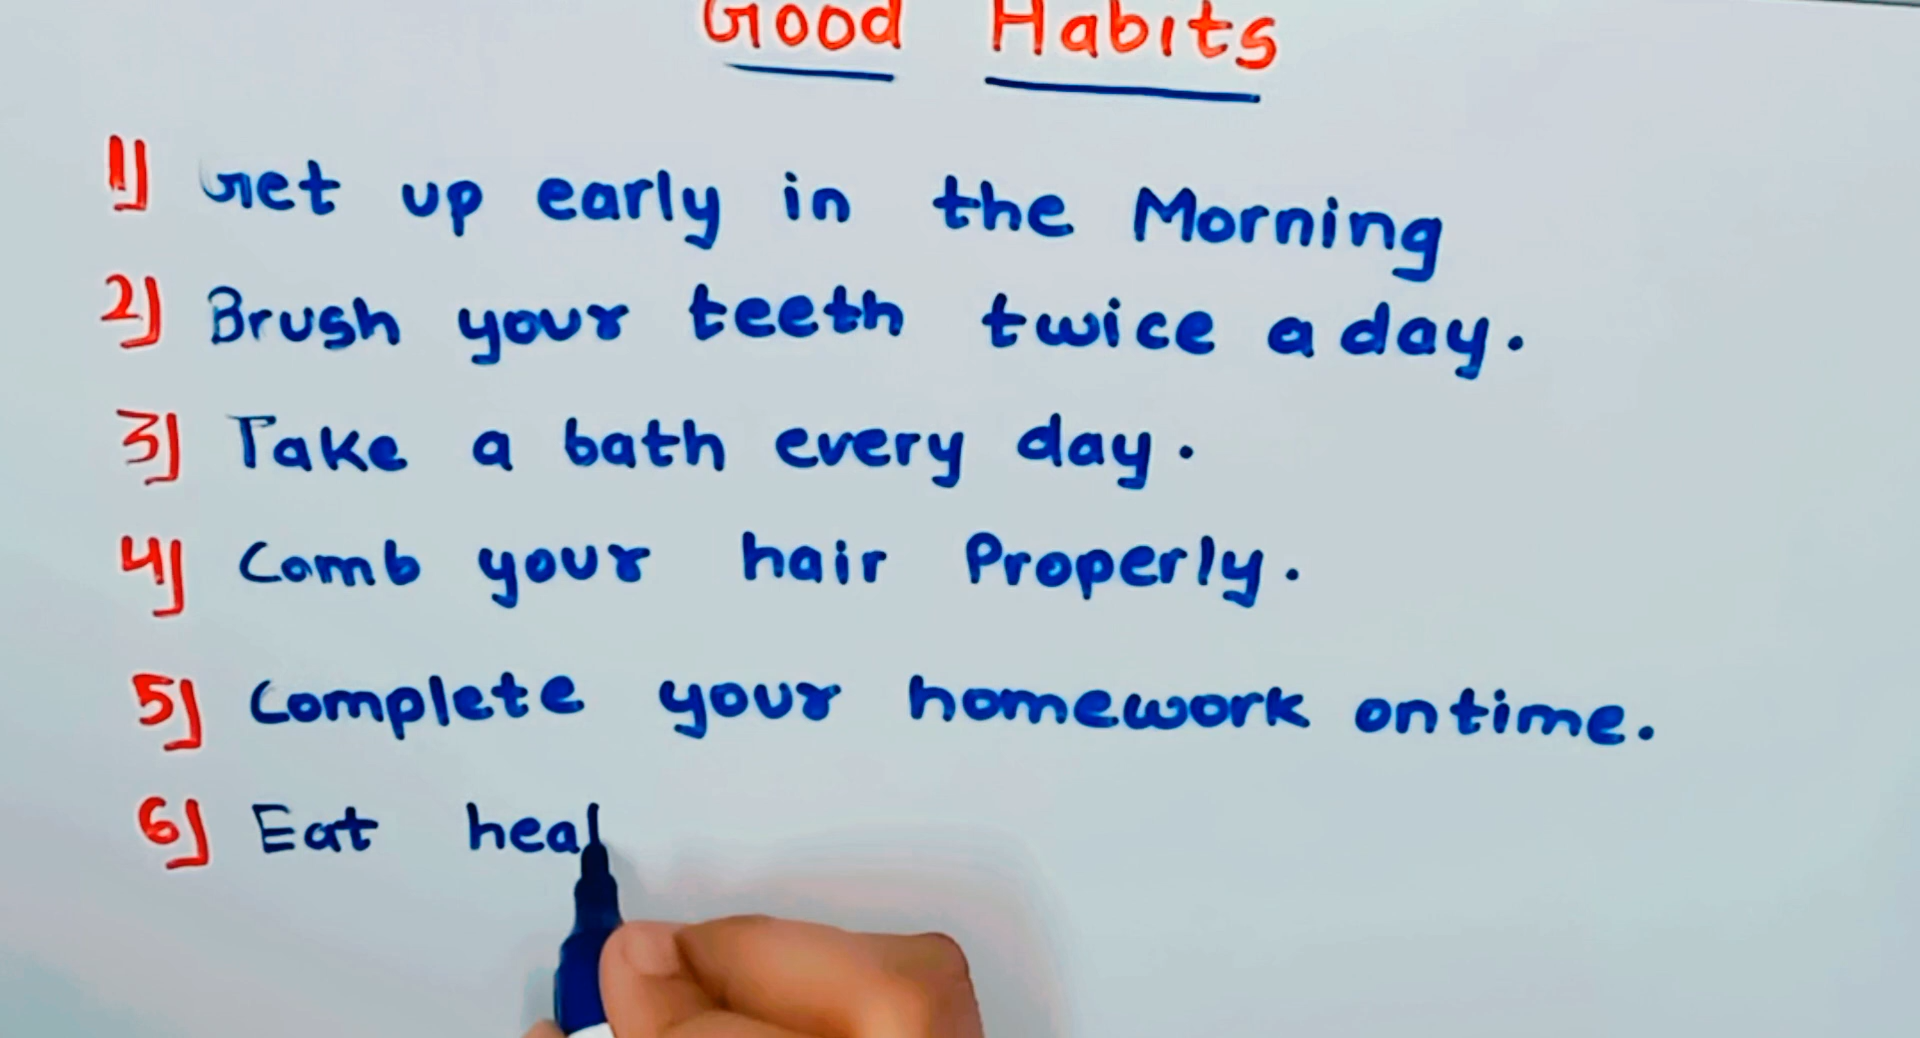 Good Habits
1) Get up early in the Morning
2) Brush your teeth twice a day.
3) Take a bath every day.
4) Comb your hair Properly.
5) Complete your homework ontime.
6) Eat heal